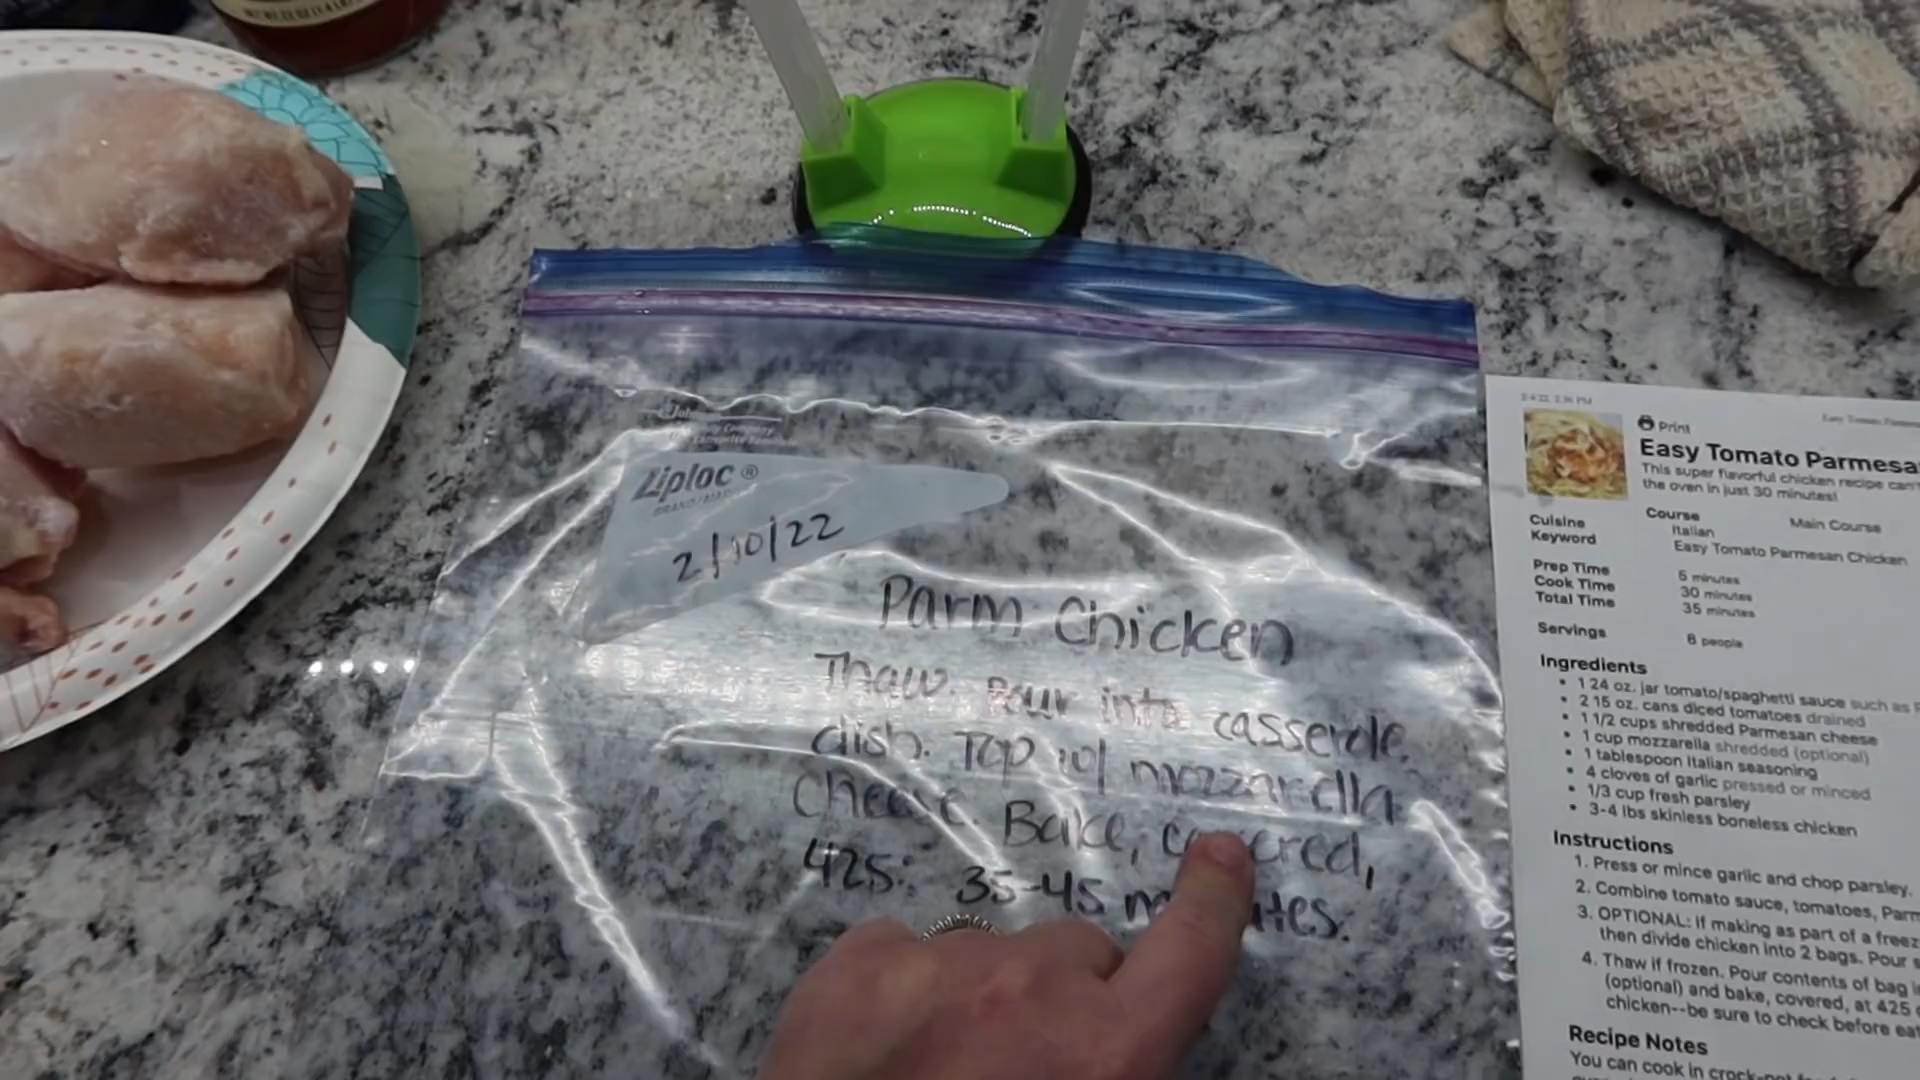 Ziploc ®
2/10/22
Parm Chicken
Thaw. Pour into casserole
dish. Top w/ mozzarella
Cheese. Bake, covered,
425: 35-45 minutes.
Print
Easy Tomato Parmesa
This super flavorful chicken recipe can't
the oven in just 30 minutes!
Course Main Course
Cuisine Italian
Keyword Easy Tomato Parmesan Chicken
Prep Time 5 minutes
Cook Time 30 minutes
Total Time 35 minutes
Servings 8 people
Ingredients
• 1 24 oz. jar tomato/spaghetti sauce such as
• 2 15 oz. cans diced tomatoes drained
• 1 1/2 cups shredded Parmesan cheese
• 1 cup mozzarella shredded (optional)
• 1 tablespoon Italian seasoning
• 4 cloves of garlic pressed or minced
• 1/3 cup fresh parsley
• 3-4 lbs skinless boneless chicken
Instructions
1. Press or mince garlic and chop parsley.
2. Combine tomato sauce, tomatoes, Parm
3. OPTIONAL: If making as part of a freez
then divide chicken into 2 bags. Pour s
4. Thaw if frozen. Pour contents of bag i
(optional) and bake, covered, at 425
chicken--be sure to check before eat
Recipe Notes
You can cook in crock-pot